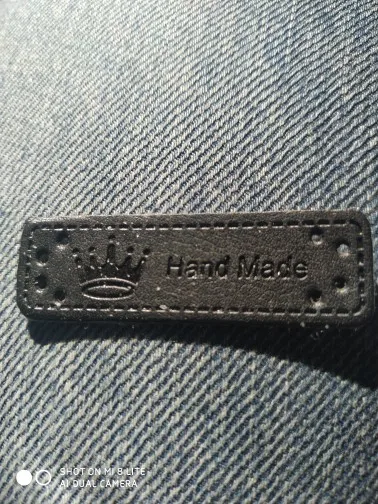 Hand Made
SHOT ON MI 8 LITE
AI DUAL CAMERA